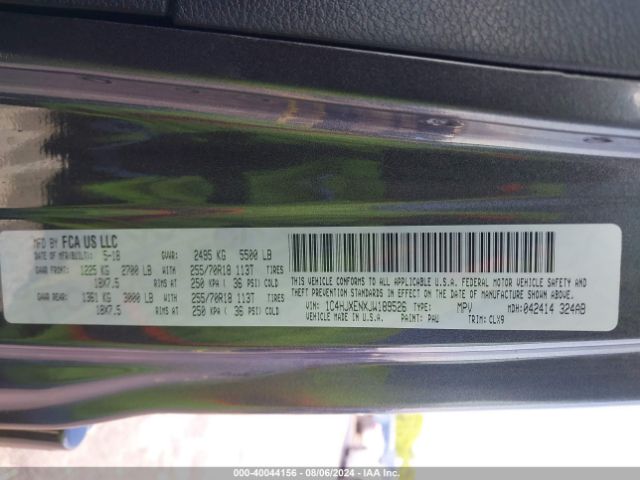 MFD BY FCA US LLC
DATE OF MFR/BUILT: 5-18 GVWR: 2495 KG 5500 LB
GAWR FRONT: 1225 KG 2700 LB WITH 255/70R18 113T TIRES
18X7.5 RIMS AT 250 KPA ( 36 PSI) COLD
GAWR REAR: 1361 KG 3000 LB WITH 255/70R18 113T TIRES
18X7.5 RIMS AT 250 KPA ( 36 PSI) COLD
THIS VEHICLE CONFORMS TO ALL APPLICABLE U.S.A. FEDERAL MOTOR VEHICLE SAFETY
BUMPER AND THEFT PREVENTION STANDARDS IN EFFECT ON THE DATE OF MANUFACTURE SHOWN ABOVE.
VIN: 1C4HJXENXJW189526 TYPE: MPV MDH: 042414 324AB
VEHICLE MADE IN U.S.A. PAINT: PAU TRIM: CLX9
000-40044156 - 08/06/2024 - IAA Inc.